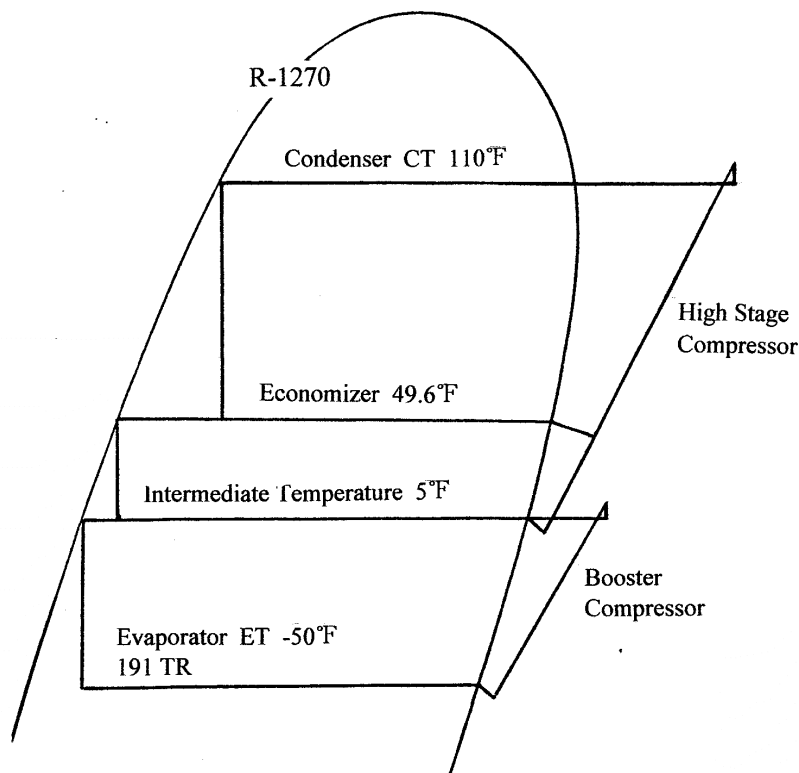 R-1270
Condenser CT 110°F
High Stage
Compressor
Economizer 49.6°F
Intermediate Temperature 5°F
Booster
Compressor
Evaporator ET -50°F
191 TR